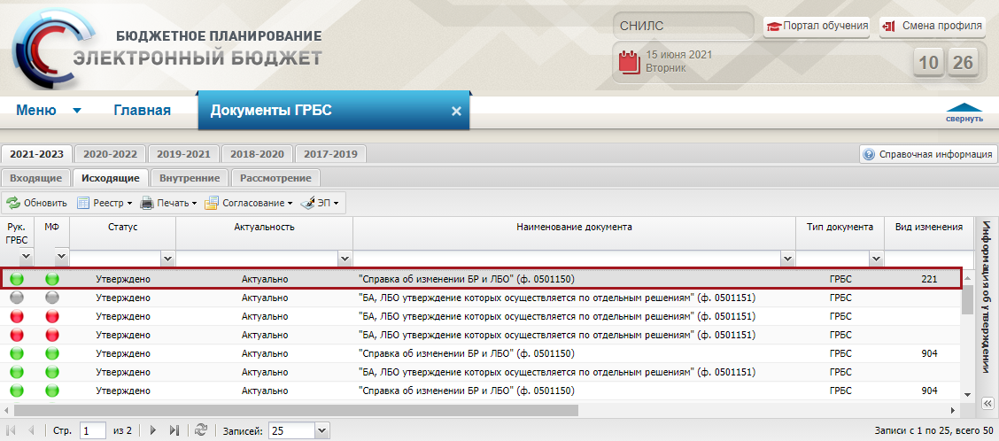 БЮДЖЕТНОЕ ПЛАНИРОВАНИЕ
ЭЛЕКТРОННЫЙ БЮДЖЕТ
СНИЛС
Портал обучения
Смена профиля
15 июня 2021
Вторник
10 26
Меню
Главная
Документы ГРБС
свернуть
2021-2023 2020-2022 2019-2021 2018-2020 2017-2019
Справочная информация
Входящие Исходящие Внутренние Рассмотрение
Обновить Реестр Печать Согласование ЭП
Рук. ГРБС МФ Статус Актуальность Наименование документа Тип документа Вид изменения
Утверждено Актуально "Справка об изменении БР и ЛБО" (ф. 0501150) ГРБС 221
Утверждено Актуально "БА, ЛБО утверждение которых осуществляется по отдельным решениям" (ф. 0501151) ГРБС
Утверждено Актуально "БА, ЛБО утверждение которых осуществляется по отдельным решениям" (ф. 0501151) ГРБС
Утверждено Актуально "БА, ЛБО утверждение которых осуществляется по отдельным решениям" (ф. 0501151) ГРБС
Утверждено Актуально "Справка об изменении БР и ЛБО" (ф. 0501150) ГРБС 904
Утверждено Актуально "БА, ЛБО утверждение которых осуществляется по отдельным решениям" (ф. 0501151) ГРБС
Утверждено Актуально "Справка об изменении БР и ЛБО" (ф. 0501150) ГРБС 904
Информация об утверждении
Стр. 1 из 2 Записей: 25
Записи с 1 по 25, всего 50